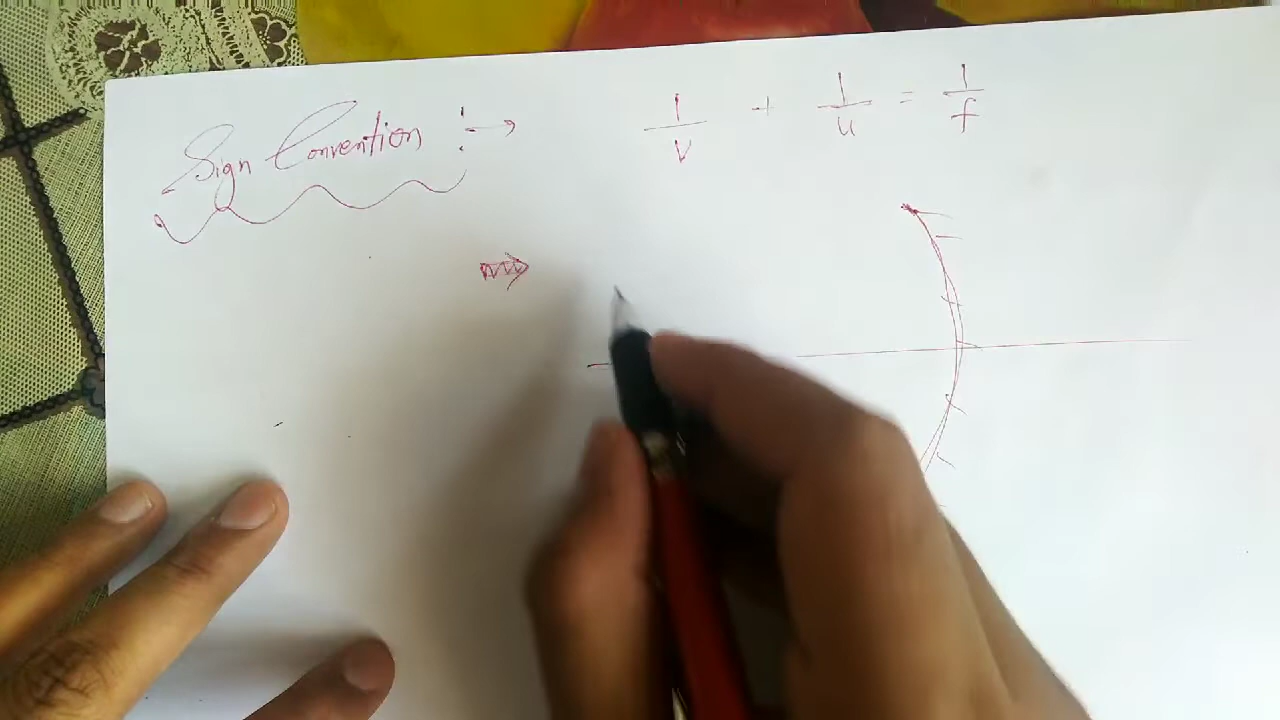 Sign Convention :→ 1/v + 1/u = 1/f